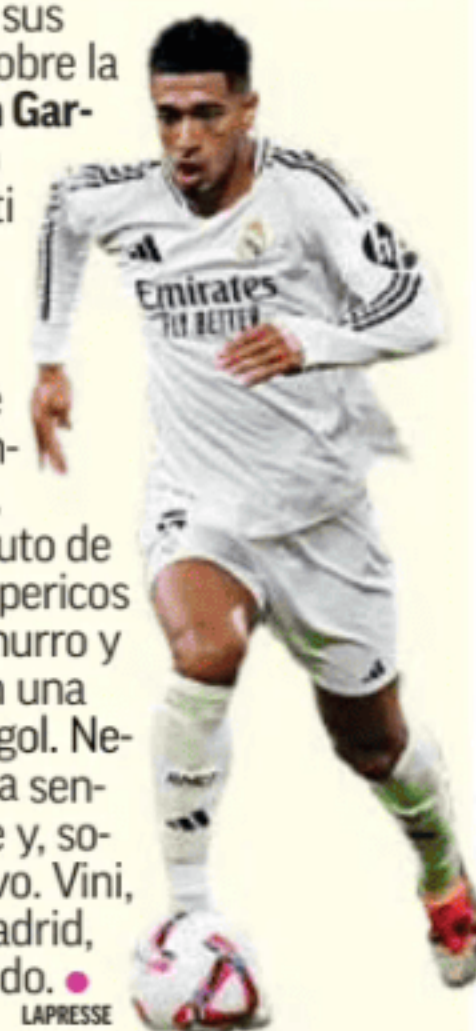 sus
obre la
n Gar-
ti
e
n-
uto de
pericos
hurro y
n una
gol. Ne-
a sen-
e y, so-
vo. Vini,
adrid,
do.
LAPRESSE
Emirates
FLY BETTER